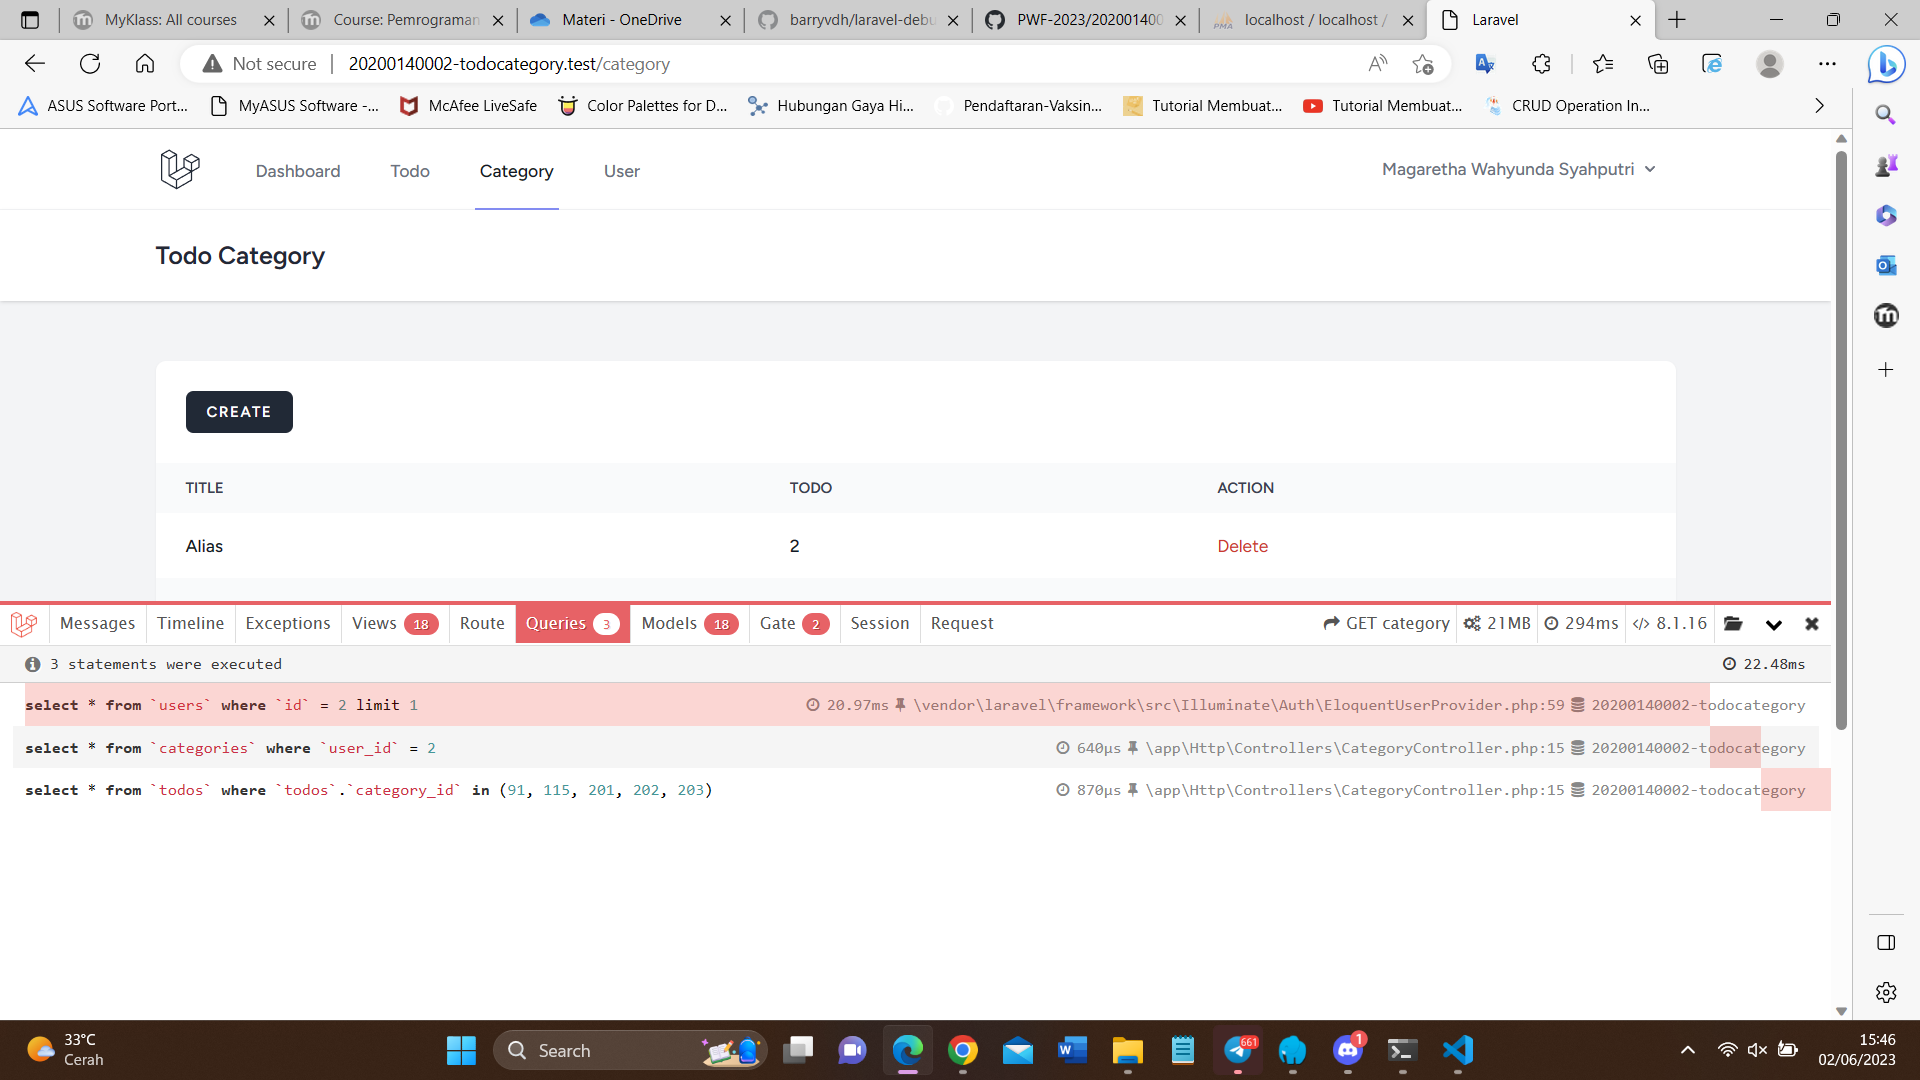 MyKlass: All courses
Course: Pemrograman
Materi - OneDrive
barryvdh/laravel-debu
PWF-2023/202001400
localhost / localhost /
Laravel
Not secure
20200140002-todocategory.test/category
ASUS Software Port...
MyASUS Software -...
McAfee LiveSafe
Color Palettes for D...
Hubungan Gaya Hi...
Pendaftaran-Vaksin...
Tutorial Membuat...
Tutorial Membuat...
CRUD Operation In...
Dashboard
Todo
Category
User
Magaretha Wahyunda Syahputri
Todo Category
CREATE
TITLE TODO ACTION
Alias 2 Delete
Messages Timeline Exceptions Views 18 Route Queries 3 Models 18 Gate 2 Session Request GET category 21MB 294ms 8.1.16
3 statements were executed 22.48ms
select * from `users` where `id` = 2 limit 1 20.97ms \vendor\laravel\framework\src\Illuminate\Auth\EloquentUserProvider.php:59 20200140002-todocategory
select * from `categories` where `user_id` = 2 640μs \app\Http\Controllers\CategoryController.php:15 20200140002-todocategory
select * from `todos` where `todos`.`category_id` in (91, 115, 201, 202, 203) 870μs \app\Http\Controllers\CategoryController.php:15 20200140002-todocategory
33°C
Cerah
Search
661
1
15:46
02/06/2023